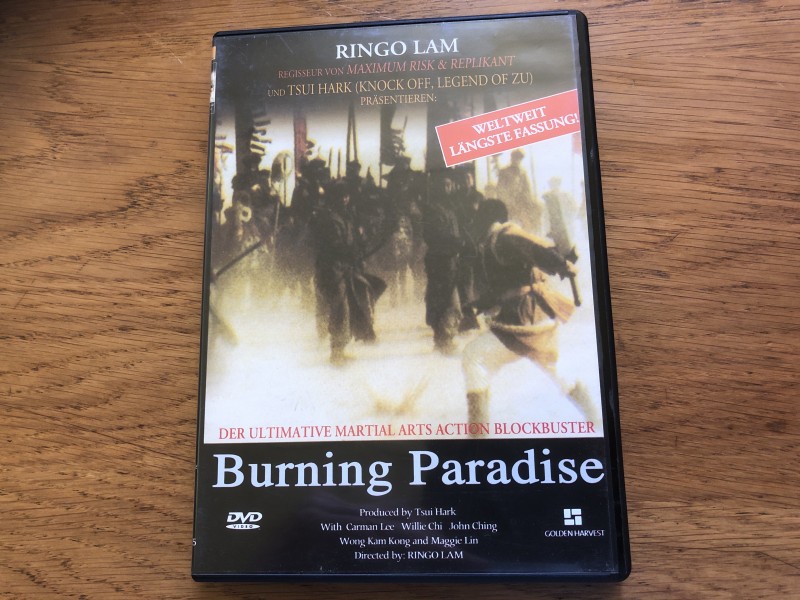 RINGO LAM
REGISSEUR VON MAXIMUM RISK & REPLIKANT
UND TSUI HARK (KNOCK OFF, LEGEND OF ZU)
PRÄSENTIEREN:
WELTWEIT
LÄNGSTE FASSUNG!
DER ULTIMATIVE MARTIAL ARTS ACTION BLOCKBUSTER
Burning Paradise
Produced by Tsui Hark
With Carman Lee Willie Chi John Ching
Wong Kam Kong and Maggie Lin
Directed by: RINGO LAM
DVD
VIDEO
GOLDEN HARVEST